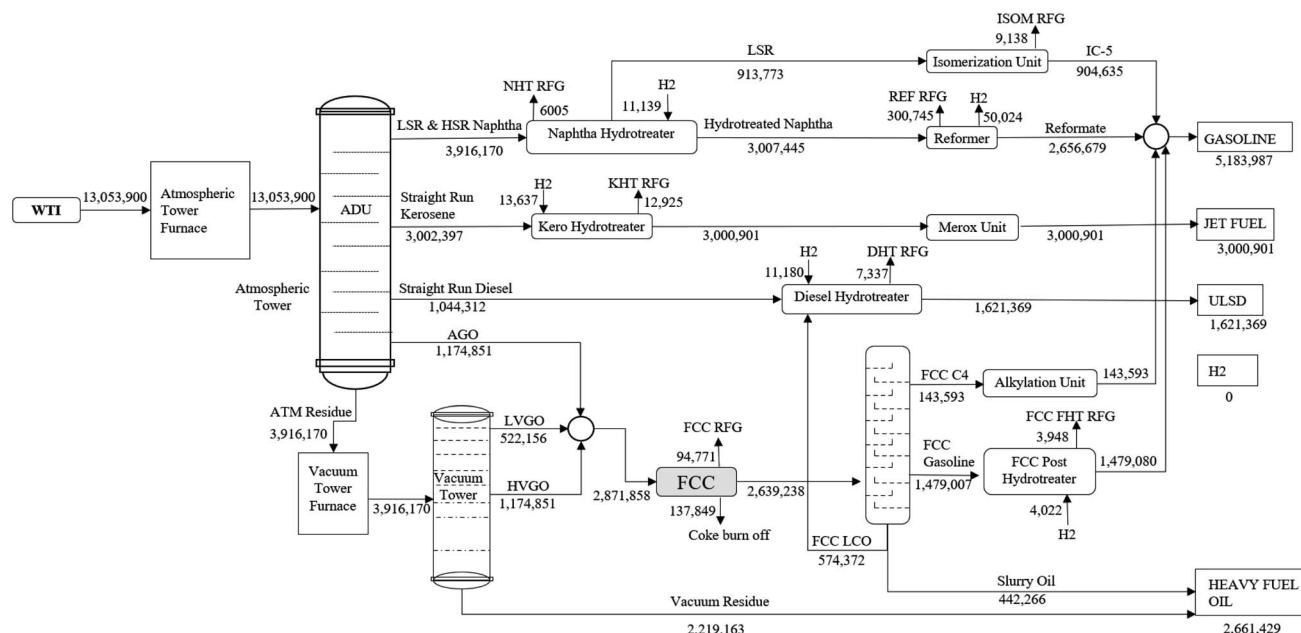 ISOM RFG
9,138
LSR
913,773
Isomerization Unit
IC-5
904,635
NHT RFG
6005
H2
11,139
REF RFG
300,745
H2
50,024
LSR & HSR Naphtha
3,916,170
Naphtha Hydrotreater
Hydrotreated Naphtha
3,007,445
Reformer
Reformate
2,656,679
GASOLINE
5,183,987
WTI
13,053,900
Atmospheric
Tower
Furnace
13,053,900
ADU
Atmospheric
Tower
Straight Run
Kerosene
3,002,397
H2
13,637
KHT RFG
12,925
Kero Hydrotreater
3,000,901
Merox Unit
3,000,901
JET FUEL
3,000,901
Straight Run Diesel
1,044,312
H2
11,180
DHT RFG
7,337
Diesel Hydrotreater
1,621,369
ULSD
1,621,369
AGO
1,174,851
H2
0
ATM Residue
3,916,170
Vacuum
Tower
Furnace
3,916,170
Vacuum
Tower
LVGO
522,156
HVGO
1,174,851
2,871,858
FCC RFG
94,771
FCC
137,849
Coke burn off
2,639,238
FCC C4
143,593
Alkylation Unit
143,593
FCC
Gasoline
1,479,007
FCC FHT RFG
3,948
FCC Post
Hydrotreater
1,479,080
4,022
H2
FCC LCO
574,372
Slurry Oil
442,266
Vacuum Residue
2,219,163
HEAVY FUEL
OIL
2,661,429